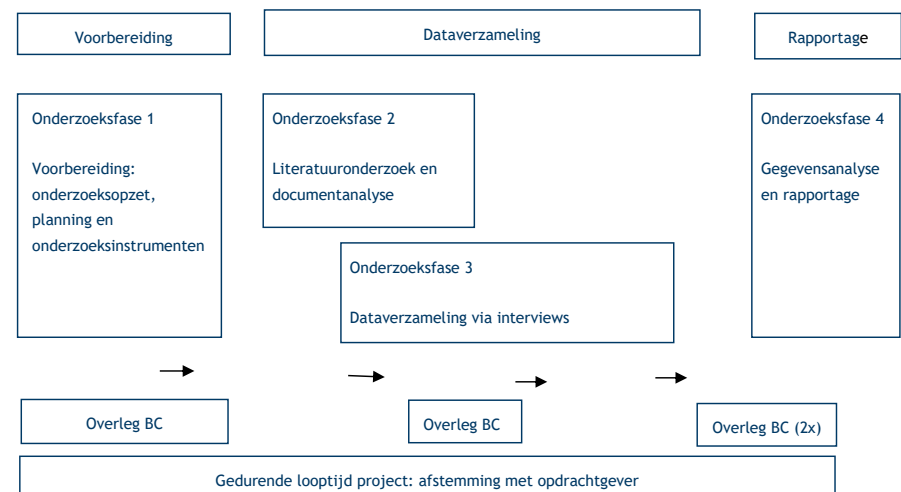 Voorbereiding
Dataverzameling
Rapportage
Onderzoeksfase 1
Voorbereiding:
onderzoeksopzet,
planning en
onderzoeksinstrumenten
Onderzoeksfase 2
Literatuuronderzoek en
documentanalyse
Onderzoeksfase 3
Dataverzameling via interviews
Onderzoeksfase 4
Gegevensanalyse
en rapportage
Overleg BC
Overleg BC
Overleg BC (2x)
Gedurende looptijd project: afstemming met opdrachtgever